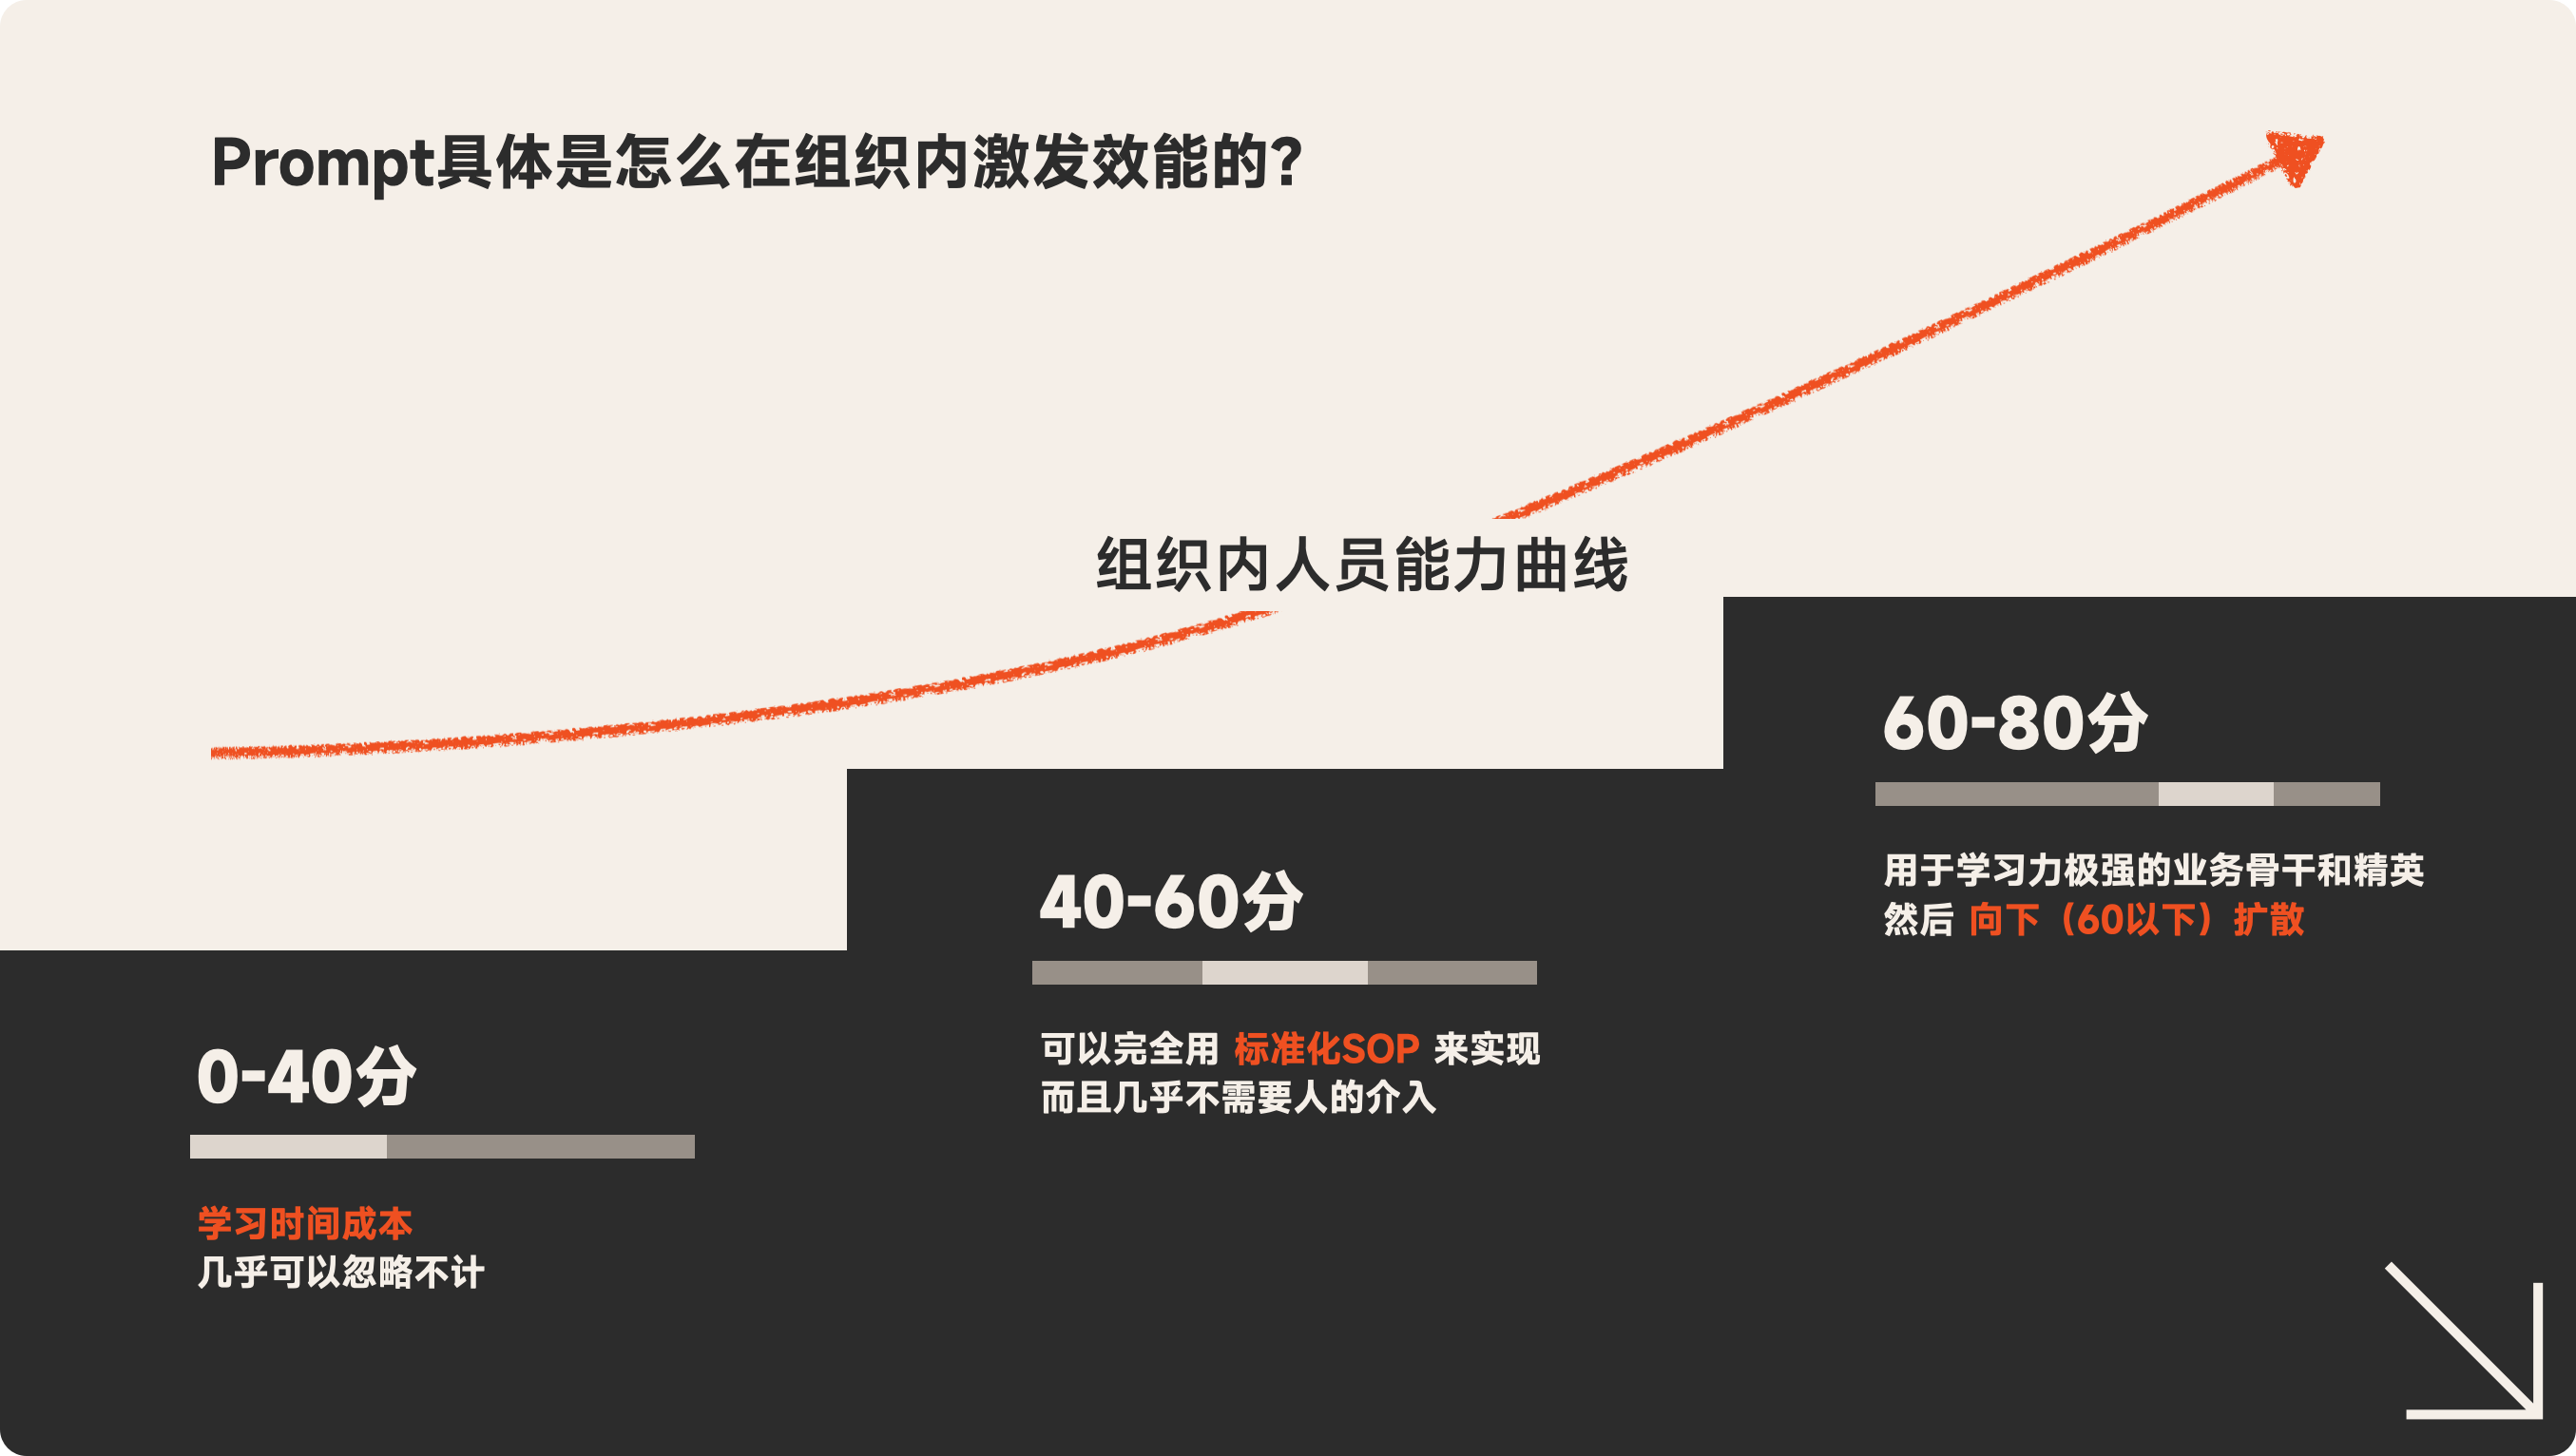 Prompt具体是怎么在组织内激发效能的?
组织内人员能力曲线
60-80分
用于学习力极强的业务骨干和精英
然后 向下（60以下）扩散
40-60分
可以完全用 标准化SOP 来实现
而且几乎不需要人的介入
0-40分
学习时间成本
几乎可以忽略不计